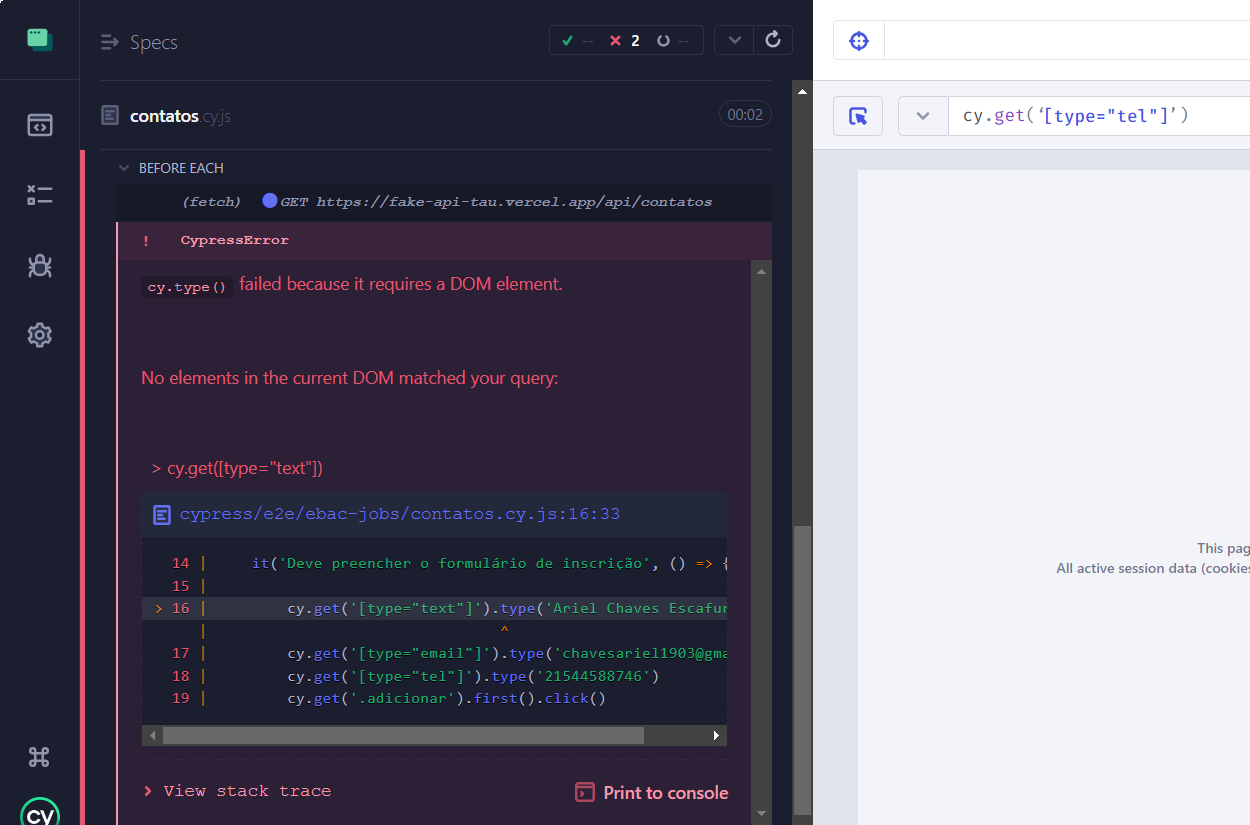 Specs
-- 2 --
contatos.cy.js
00:02
BEFORE EACH
(fetch) GET https://fake-api-tau.vercel.app/api/contatos
! CypressError
cy.type() failed because it requires a DOM element.
No elements in the current DOM matched your query:
> cy.get([type="text"])
cypress/e2e/ebac-jobs/contatos.cy.js:16:33
14 | it('Deve preencher o formulário de inscrição', () => {
15 |
> 16 | cy.get('[type="text"]').type('Ariel Chaves Escafur
| ^
17 | cy.get('[type="email"]').type('chavesariel1903@gma
18 | cy.get('[type="tel"]').type('21544588746')
19 | cy.get('.adicionar').first().click()
> View stack trace
Print to console
cy
cy.get('[type="tel"]')
This pag
All active session data (cookies